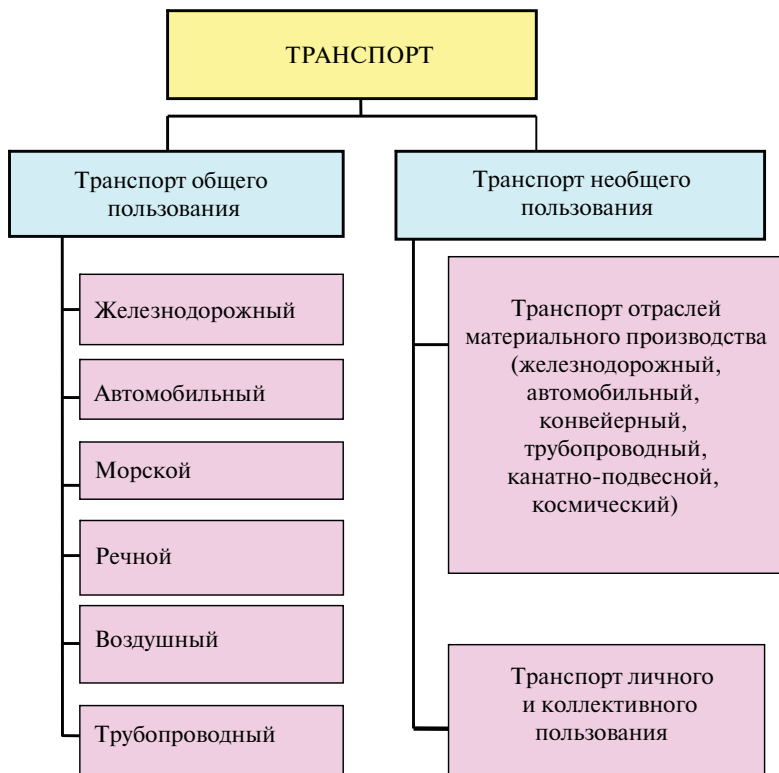 ТРАНСПОРТ
Транспорт общего
пользования
Железнодорожный
Автомобильный
Морской
Речной
Воздушный
Трубопроводный
Транспорт необщего
пользования
Транспорт отраслей
материального производства
(железнодорожный,
автомобильный,
конвейерный,
трубопроводный,
канатно-подвесной,
космический)
Транспорт личного
и коллективного
пользования